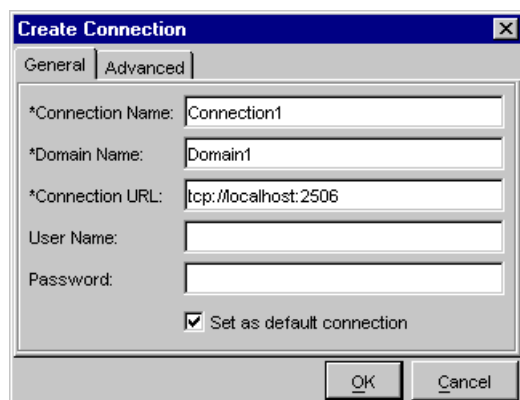 Create Connection
General Advanced
*Connection Name: Connection1
*Domain Name: Domain1
*Connection URL: tcp://localhost:2506
User Name:
Password:
Set as default connection
OK Cancel